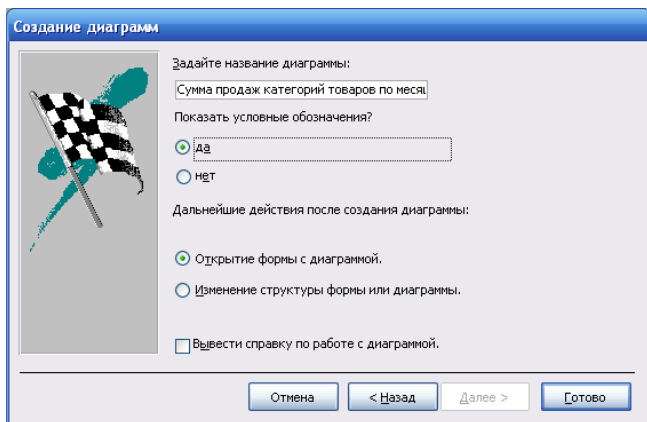 Создание диаграмм
Задайте название диаграммы:
Сумма продаж категорий товаров по
Показать условные обозначения?
да
нет
Дальнейшие действия после создания диаграммы:
Открытие формы с диаграммой.
Изменение структуры формы или диаграммы.
Вывести справку по работе с диаграммой.
Отмена
< Назад
Далее >
Готово